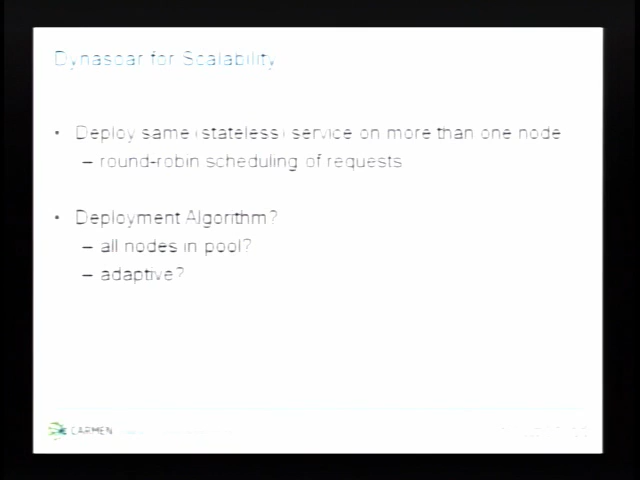 Dynasoar for Scalability
• Deploy same (stateless) service on more than one node
– round-robin scheduling of requests
• Deployment Algorithm?
– all nodes in pool?
– adaptive?
CARMEN